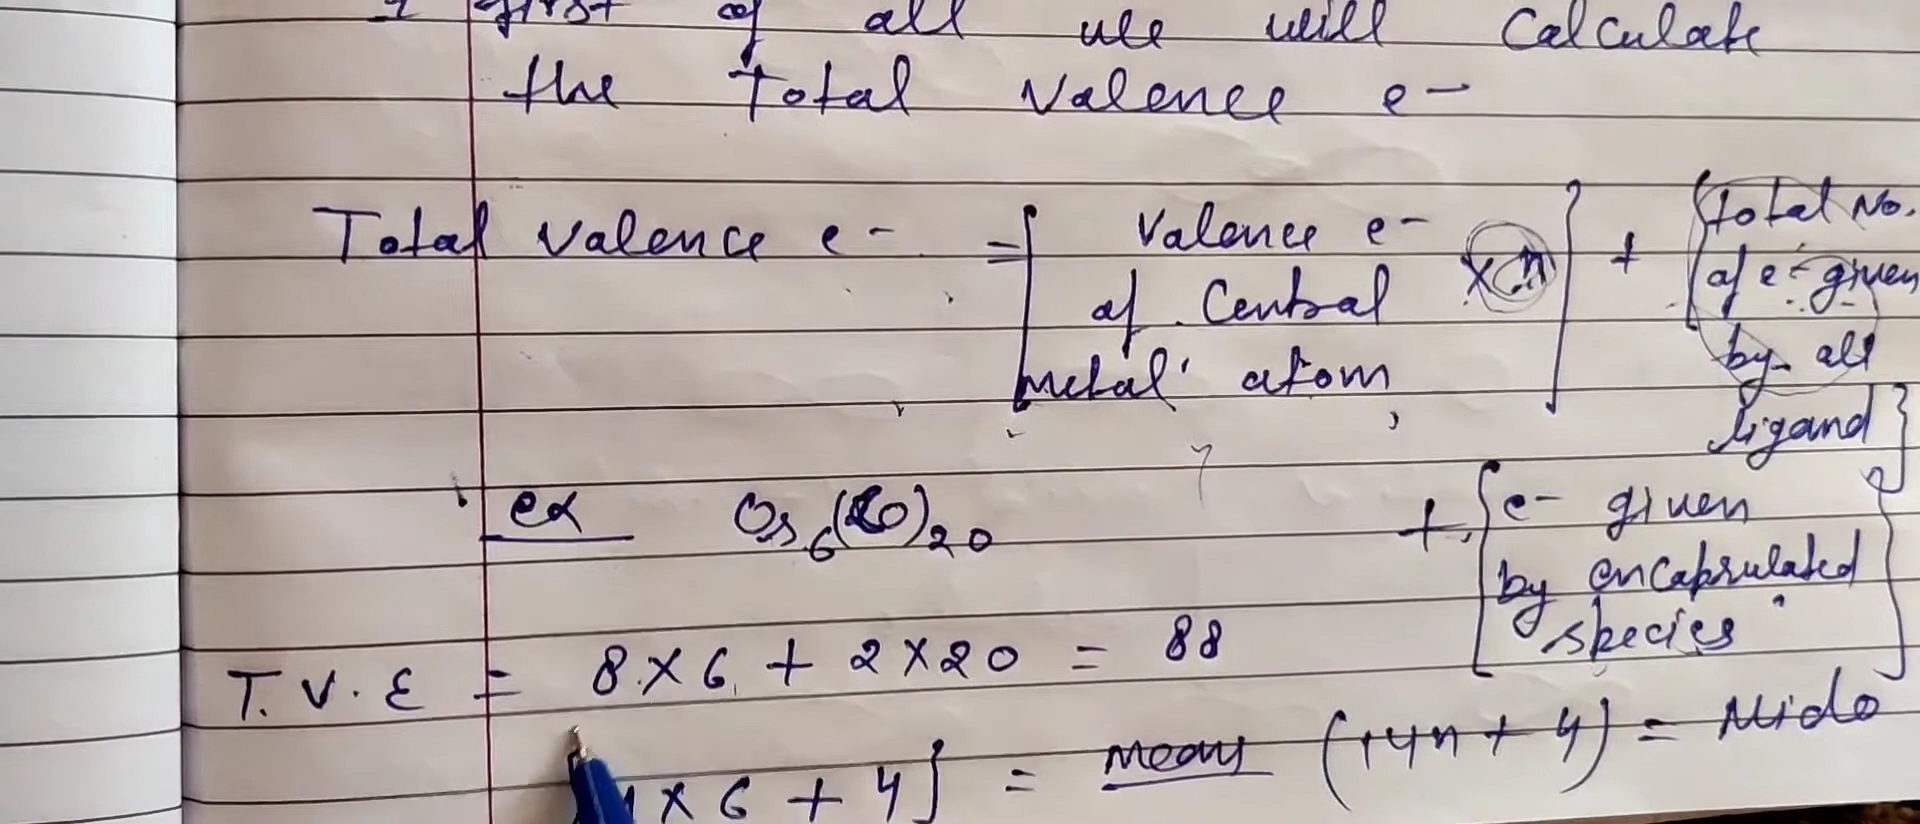 first of all we will Calculate
the Total Valence e-
Total valence e- = [Valence e- of Central metal atom × n] + [total No. of e- given by all ligand]
+ [e- given by encapsulated species]
ex Os6(CO)20
T.V.E = 8×6 + 2×20 = 88
× 6 + 4] = means (14n + 4) = Nido